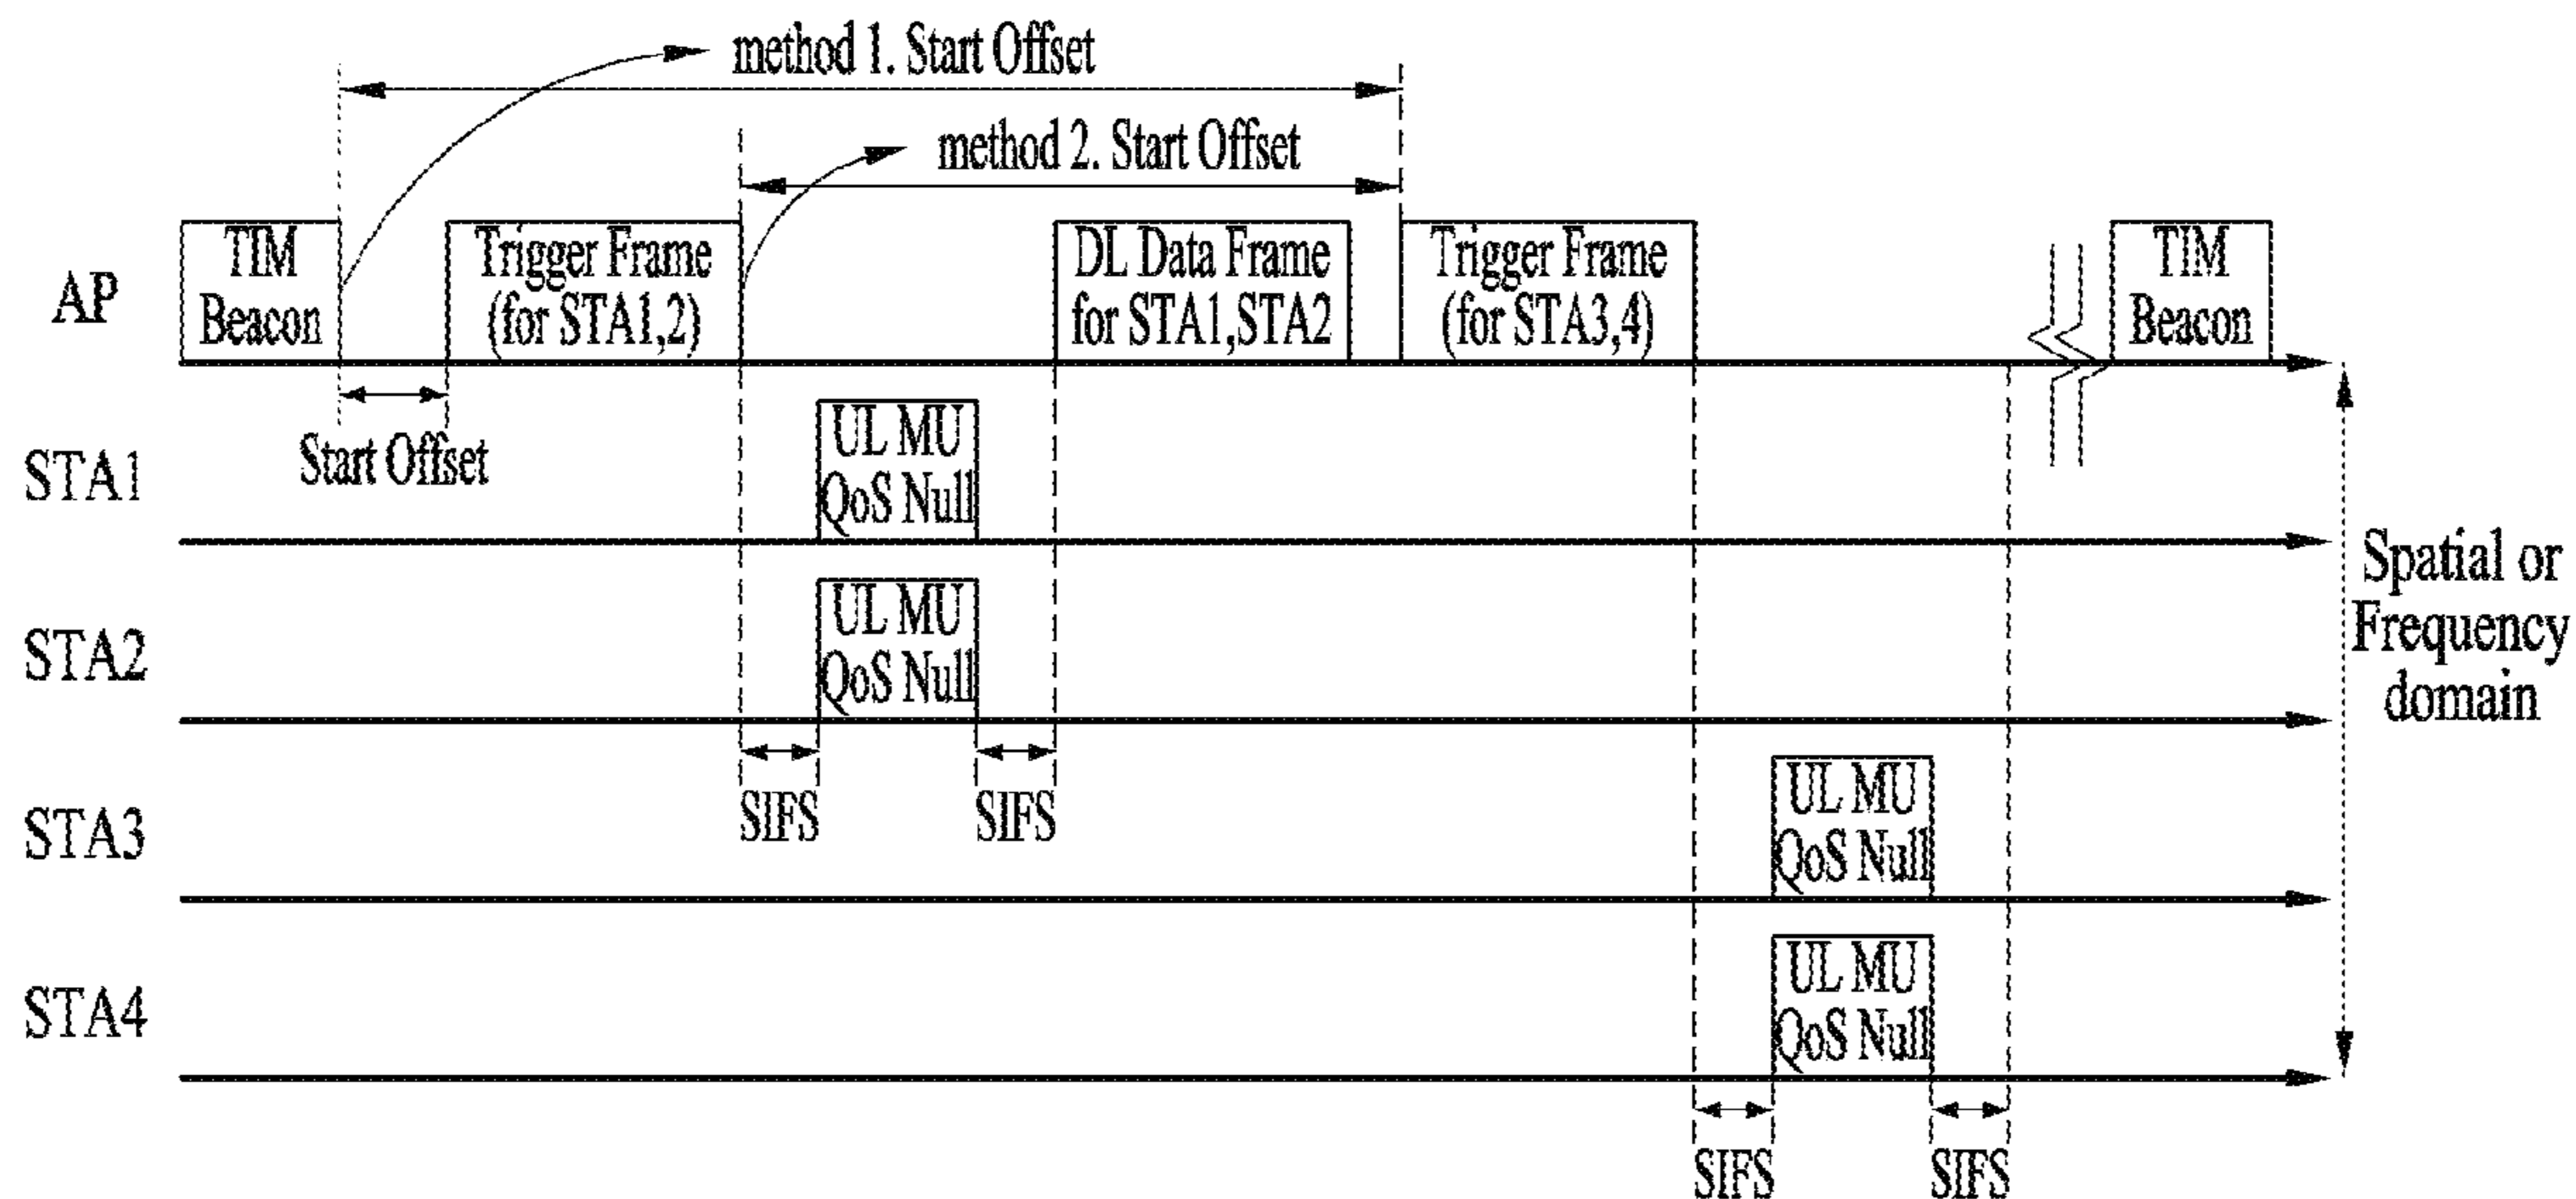 method 1. Start Offset
method 2. Start Offset
AP
TIM
Beacon
Trigger Frame
(for STA1,2)
DL Data Frame
for STA1,STA2
Trigger Frame
(for STA3,4)
TIM
Beacon
Start Offset
STA1
UL MU
QoS Null
STA2
UL MU
QoS Null
SIFS
SIFS
Spatial or
Frequency
domain
STA3
UL MU
QoS Null
STA4
UL MU
QoS Null
SIFS
SIFS